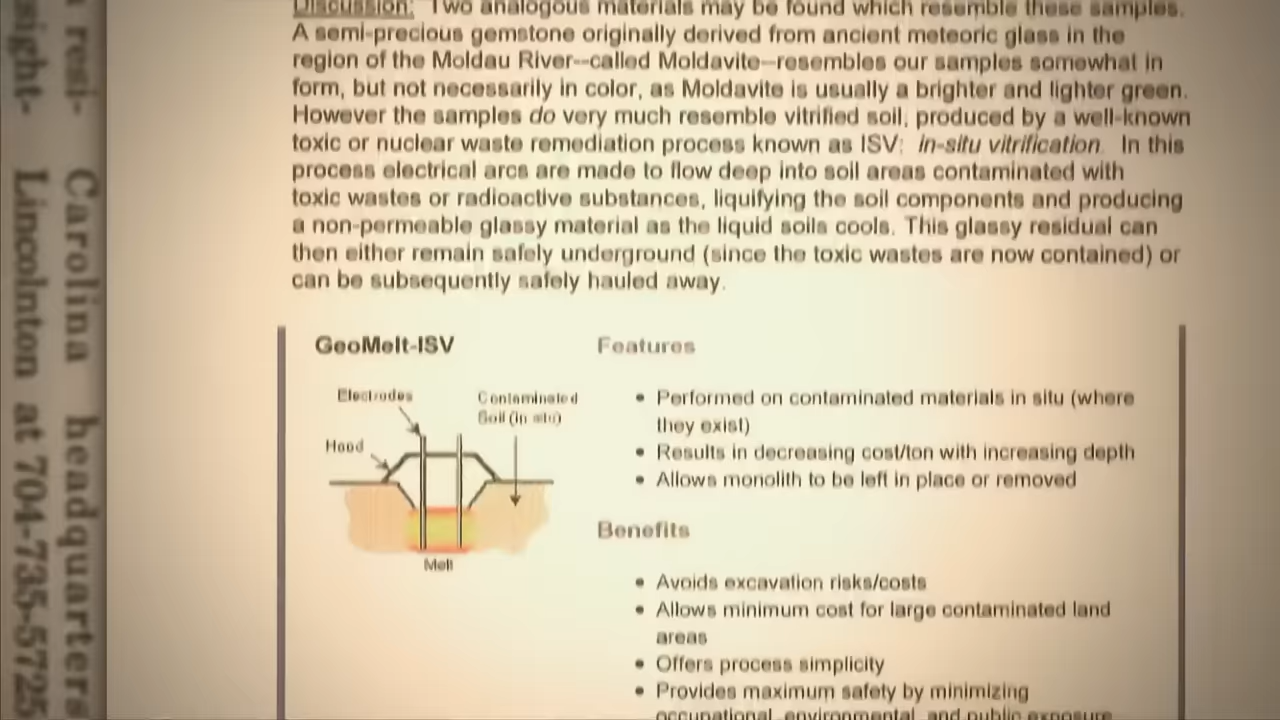 Discussion: Two analogous materials may be found which resemble these samples.
A semi-precious gemstone originally derived from ancient meteoric glass in the
region of the Moldau River--called Moldavite--resembles our samples somewhat in
form, but not necessarily in color, as Moldavite is usually a brighter and lighter green.
However the samples do very much resemble vitrified soil, produced by a well-known
toxic or nuclear waste remediation process known as ISV: in-situ vitrification. In this
process electrical arcs are made to flow deep into soil areas contaminated with
toxic wastes or radioactive substances, liquifying the soil components and producing
a non-permeable glassy material as the liquid soils cools. This glassy residual can
then either remain safely underground (since the toxic wastes are now contained) or
can be subsequently safely hauled away.
GeoMelt-ISV
Electrodes
Contaminated
Soil (in situ)
Hood
Melt
Features
• Performed on contaminated materials in situ (where
they exist)
• Results in decreasing cost/ton with increasing depth
• Allows monolith to be left in place or removed
Benefits
• Avoids excavation risks/costs
• Allows minimum cost for large contaminated land
areas
• Offers process simplicity
• Provides maximum safety by minimizing
occupational, environmental, and public exposure
resi-
Carolina headquarters
sight-
Lincolnton at 704-735-5725